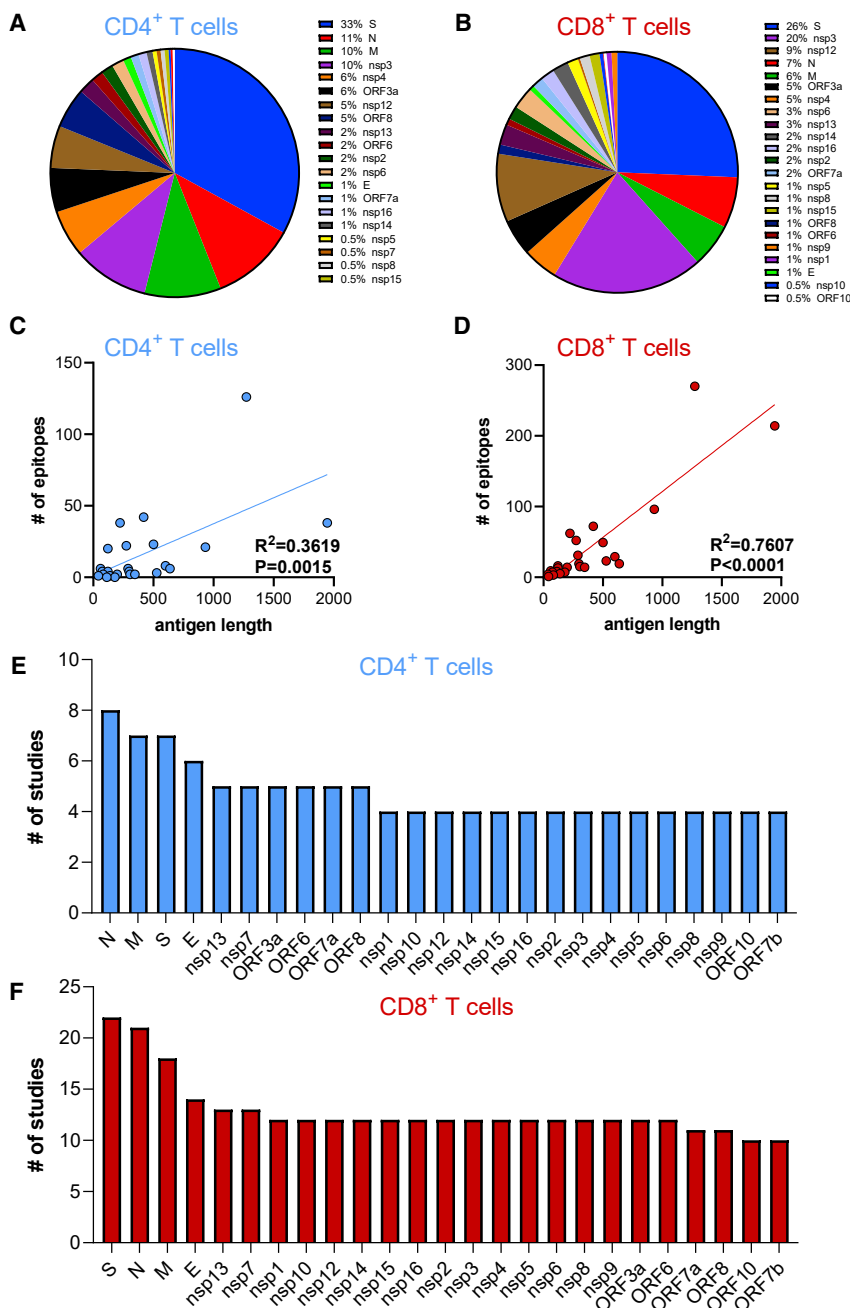 A
CD4+ T cells
33% S
11% N
10% M
10% nsp3
6% nsp4
6% ORF3a
5% nsp12
5% ORF8
2% nsp13
2% ORF6
2% nsp2
2% nsp6
1% E
1% ORF7a
1% nsp16
1% nsp14
0.5% nsp5
0.5% nsp7
0.5% nsp8
0.5% nsp15
B
CD8+ T cells
26% S
20% nsp3
9% nsp12
7% N
6% M
5% ORF3a
5% nsp4
3% nsp6
3% nsp13
2% nsp14
2% nsp16
2% nsp2
2% ORF7a
1% nsp5
1% nsp8
1% nsp15
1% ORF8
1% ORF6
1% nsp9
1% nsp1
1% E
0.5% nsp10
0.5% ORF10
C
CD4+ T cells
# of epitopes
150
100
50
0
R2=0.3619
P=0.0015
0 500 1000 1500 2000
antigen length
D
CD8+ T cells
# of epitopes
300
200
100
0
R2=0.7607
P<0.0001
0 500 1000 1500 2000
antigen length
E
CD4+ T cells
# of studies
10
8
6
4
2
0
N M S E nsp13 nsp7 ORF3a ORF6 ORF7a ORF8 nsp1 nsp10 nsp12 nsp14 nsp15 nsp16 nsp2 nsp3 nsp4 nsp5 nsp6 nsp8 nsp9 ORF10 ORF7b
F
CD8+ T cells
# of studies
25
20
15
10
5
0
S N M E nsp13 nsp7 nsp1 nsp10 nsp12 nsp14 nsp15 nsp16 nsp2 nsp3 nsp4 nsp5 nsp6 nsp8 nsp9 ORF3a ORF6 ORF7a ORF8 ORF10 ORF7b